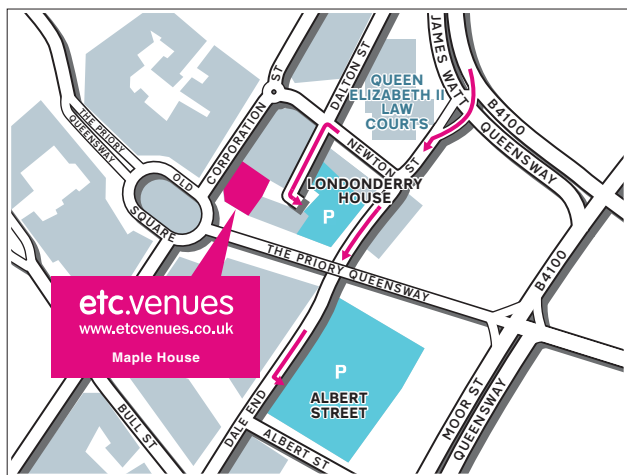 JAMES WATT
QUEENSWAY
B4100
DALTON ST
CORPORATION ST
QUEEN
ELIZABETH II
LAW
COURTS
NEWTON ST
THE PRIORY
QUEENSWAY
OLD
SQUARE
LONDONDERRY
HOUSE
P
THE PRIORY QUEENSWAY
B4100
etc.venues
www.etcvenues.co.uk
Maple House
P
ALBERT
STREET
DALE END
BULL ST
ALBERT ST
MOOR ST
QUEENSWAY